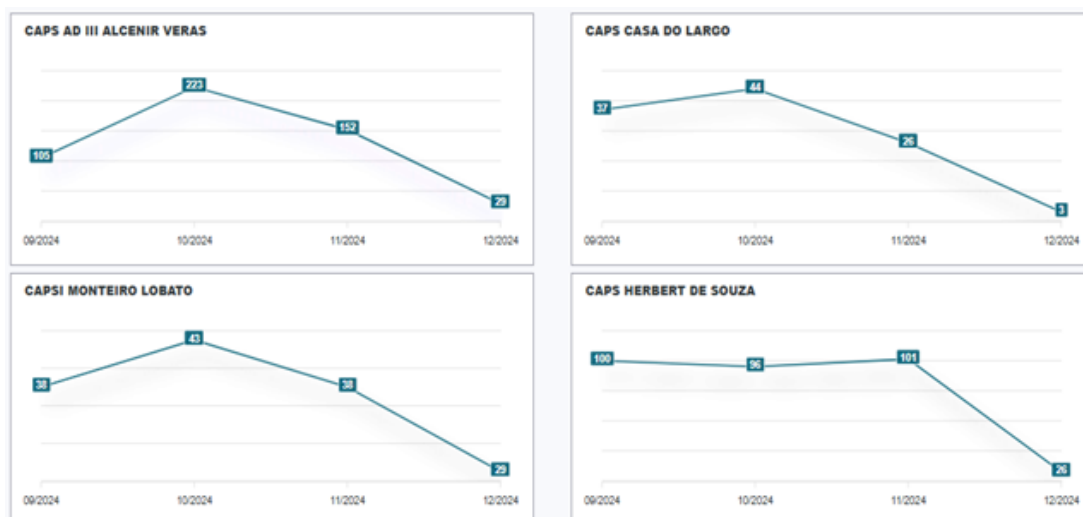 CAPS AD III ALCENIR VERAS
223
152
105
29
09/2024 10/2024 11/2024 12/2024
CAPS CASA DO LARGO
44
37
26
3
09/2024 10/2024 11/2024 12/2024
CAPSI MONTEIRO LOBATO
43
38 38
29
09/2024 10/2024 11/2024 12/2024
CAPS HERBERT DE SOUZA
100 96 101
26
09/2024 10/2024 11/2024 12/2024